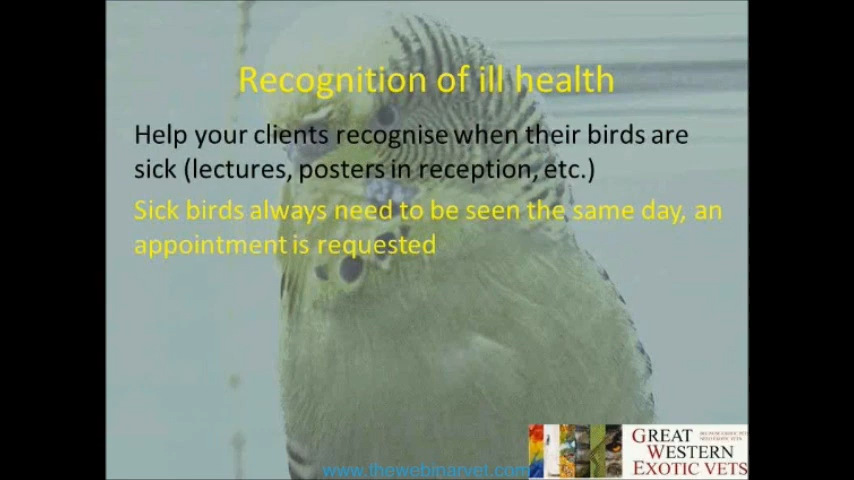 Recognition of ill health
Help your clients recognise when their birds are
sick (lectures, posters in reception, etc.)
Sick birds always need to be seen the same day, an
appointment is requested
GREAT
WESTERN
EXOTIC VETS
www.thewebinarvet.com